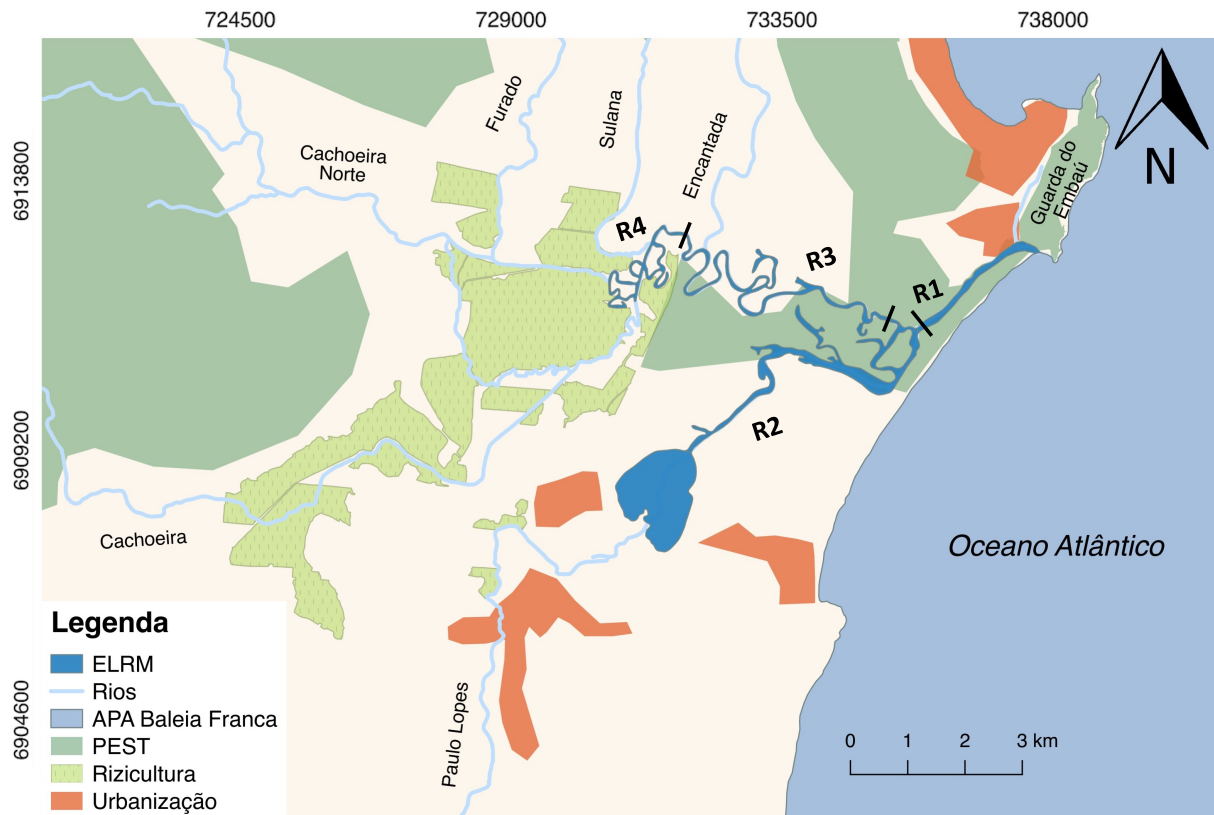 724500
729000
733500
738000
6913800
6909200
6904600
Furado
Sulana
Encantada
Cachoeira
Norte
Guarda do
Embaú
N
R4
R3
R1
R2
Cachoeira
Oceano Atlântico
Paulo Lopes
Legenda
ELRM
Rios
APA Baleia Franca
PEST
Rizicultura
Urbanização
0 1 2 3 km